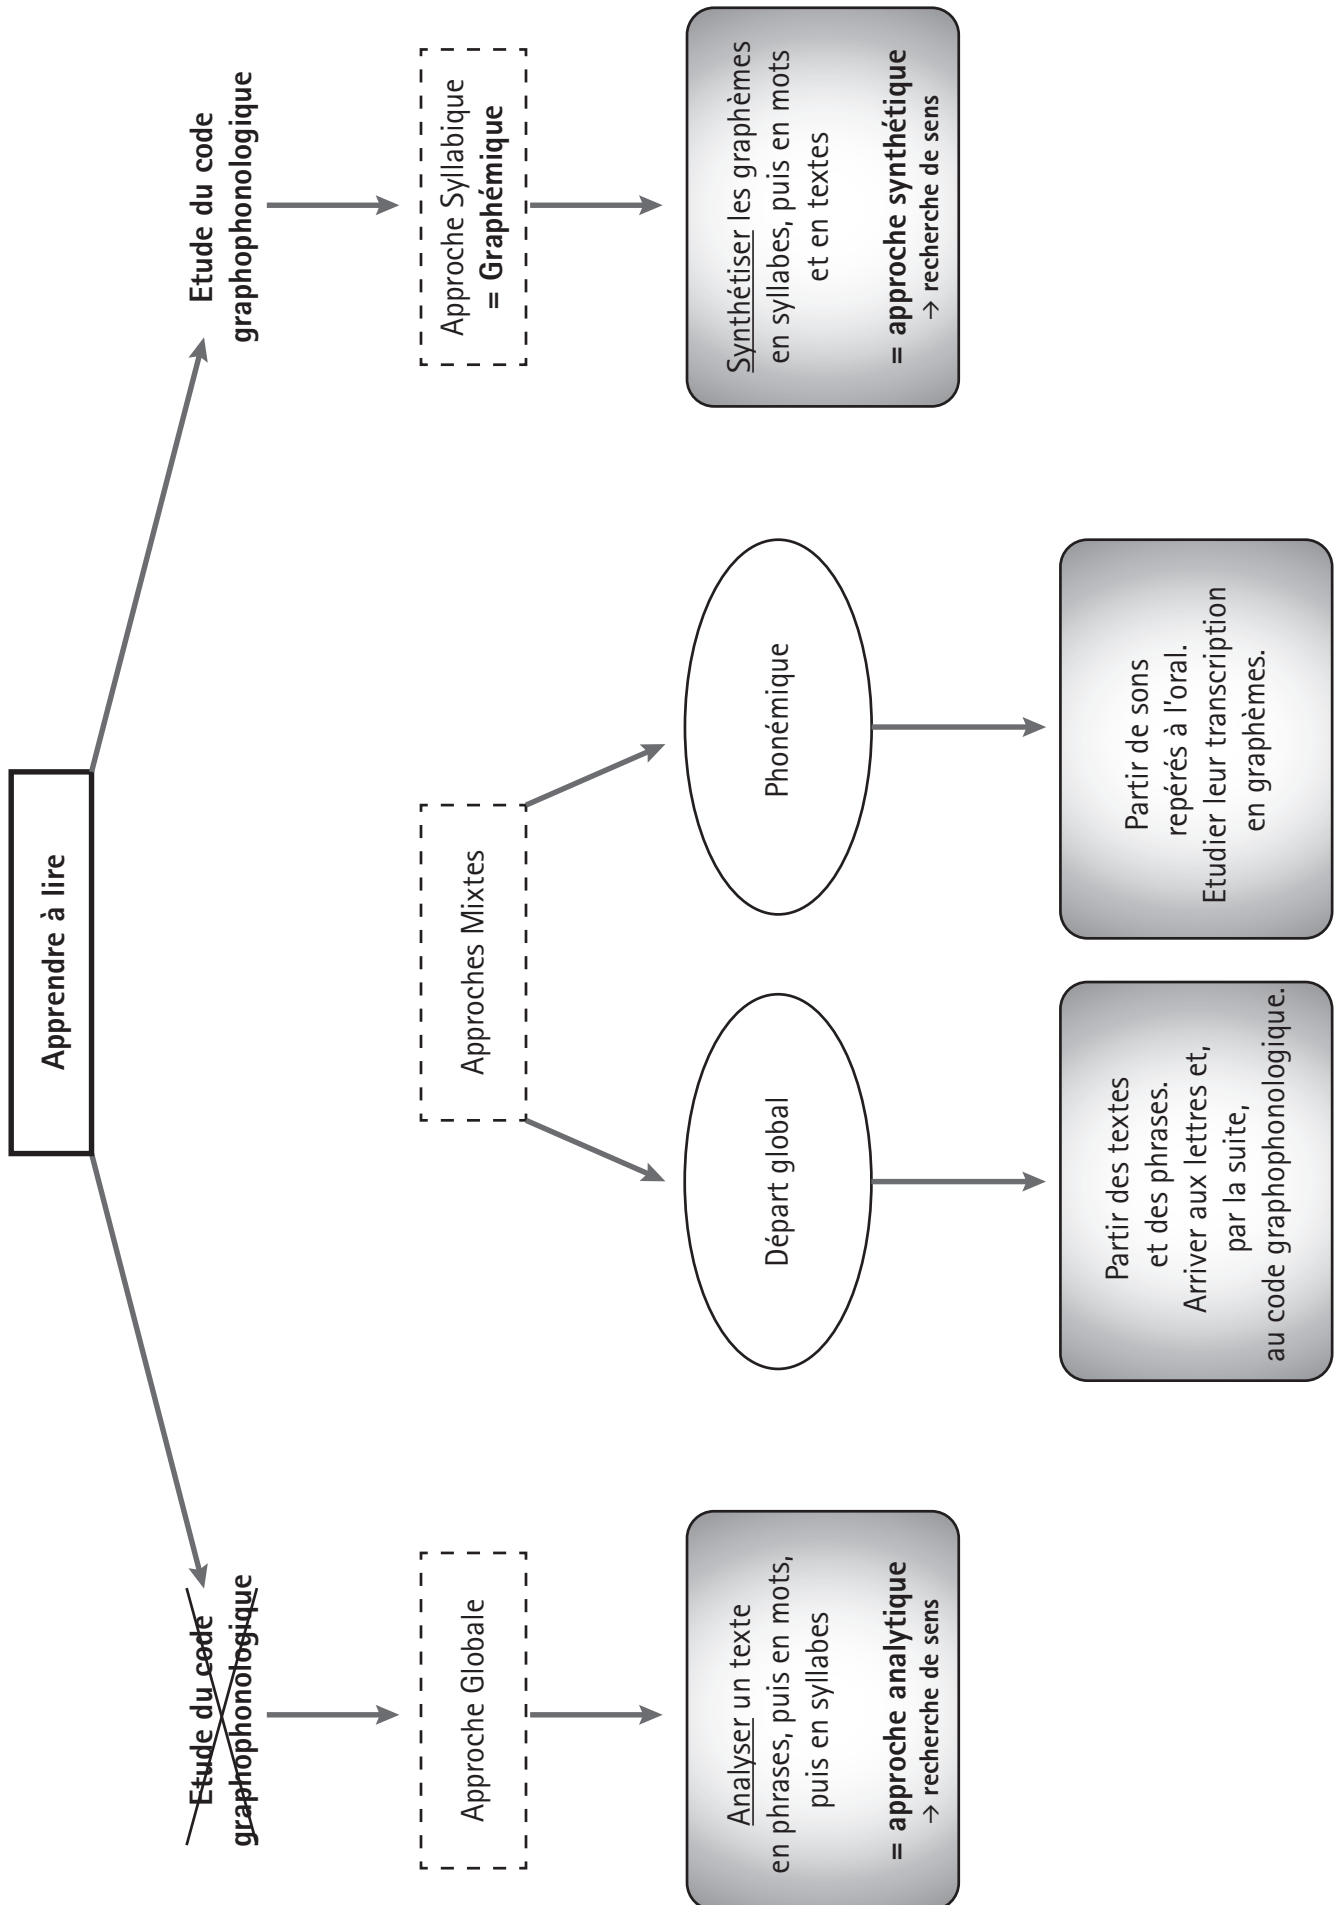 Apprendre à lire
Etude du code
graphophonologique
Etude du code
graphophonologique
Approche Globale
Approches Mixtes
Approche Syllabique
= Graphémique
Analyser un texte
en phrases, puis en mots,
puis en syllabes
= approche analytique
→ recherche de sens
Départ global
Phonémique
Synthétiser les graphèmes
en syllabes, puis en mots
et en textes
= approche synthétique
→ recherche de sens
Partir des textes
et des phrases.
Arriver aux lettres et,
par la suite,
au code graphophonologique.
Partir de sons
repérés à l'oral.
Etudier leur transcription
en graphèmes.